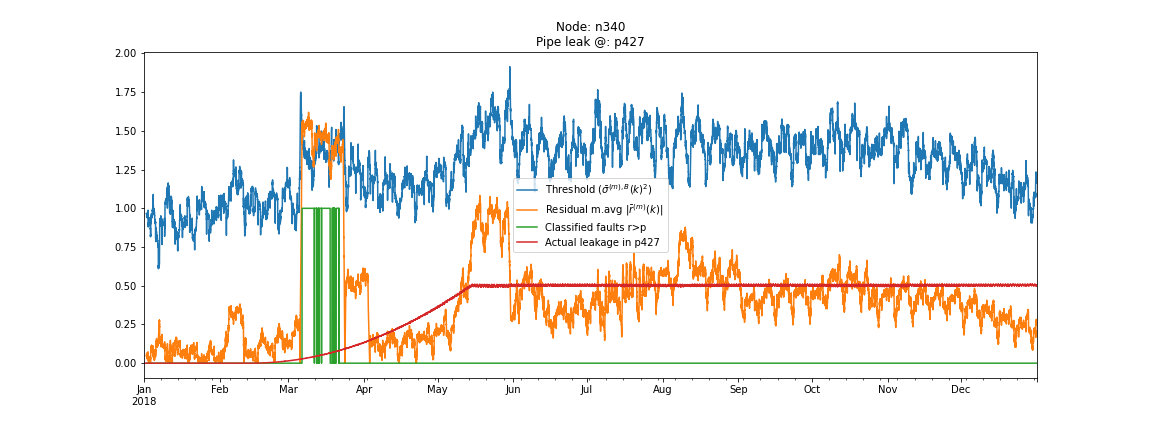 Node: n340
Pipe leak @: p427
2.00
1.75
1.50
1.25
1.00
0.75
0.50
0.25
0.00
Threshold (σ̄⁽ᵐ⁾,ᴮ(k)²)
Residual m.avg |r̄⁽ᵐ⁾(k)|
Classified faults r>p
Actual leakage in p427
Jan Feb Mar Apr May Jun Jul Aug Sep Oct Nov Dec
2018